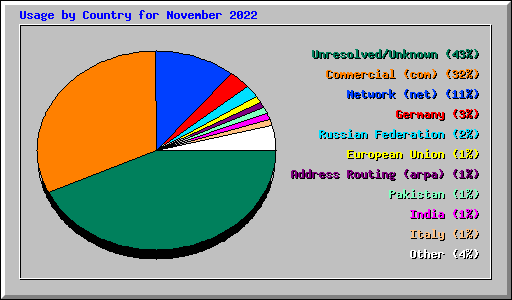 Usage by Country for November 2022
Unresolved/Unknown (43%)
Commercial (com) (32%)
Network (net) (11%)
Germany (3%)
Russian Federation (2%)
European Union (1%)
Address Routing (arpa) (1%)
Pakistan (1%)
India (1%)
Italy (1%)
Other (4%)